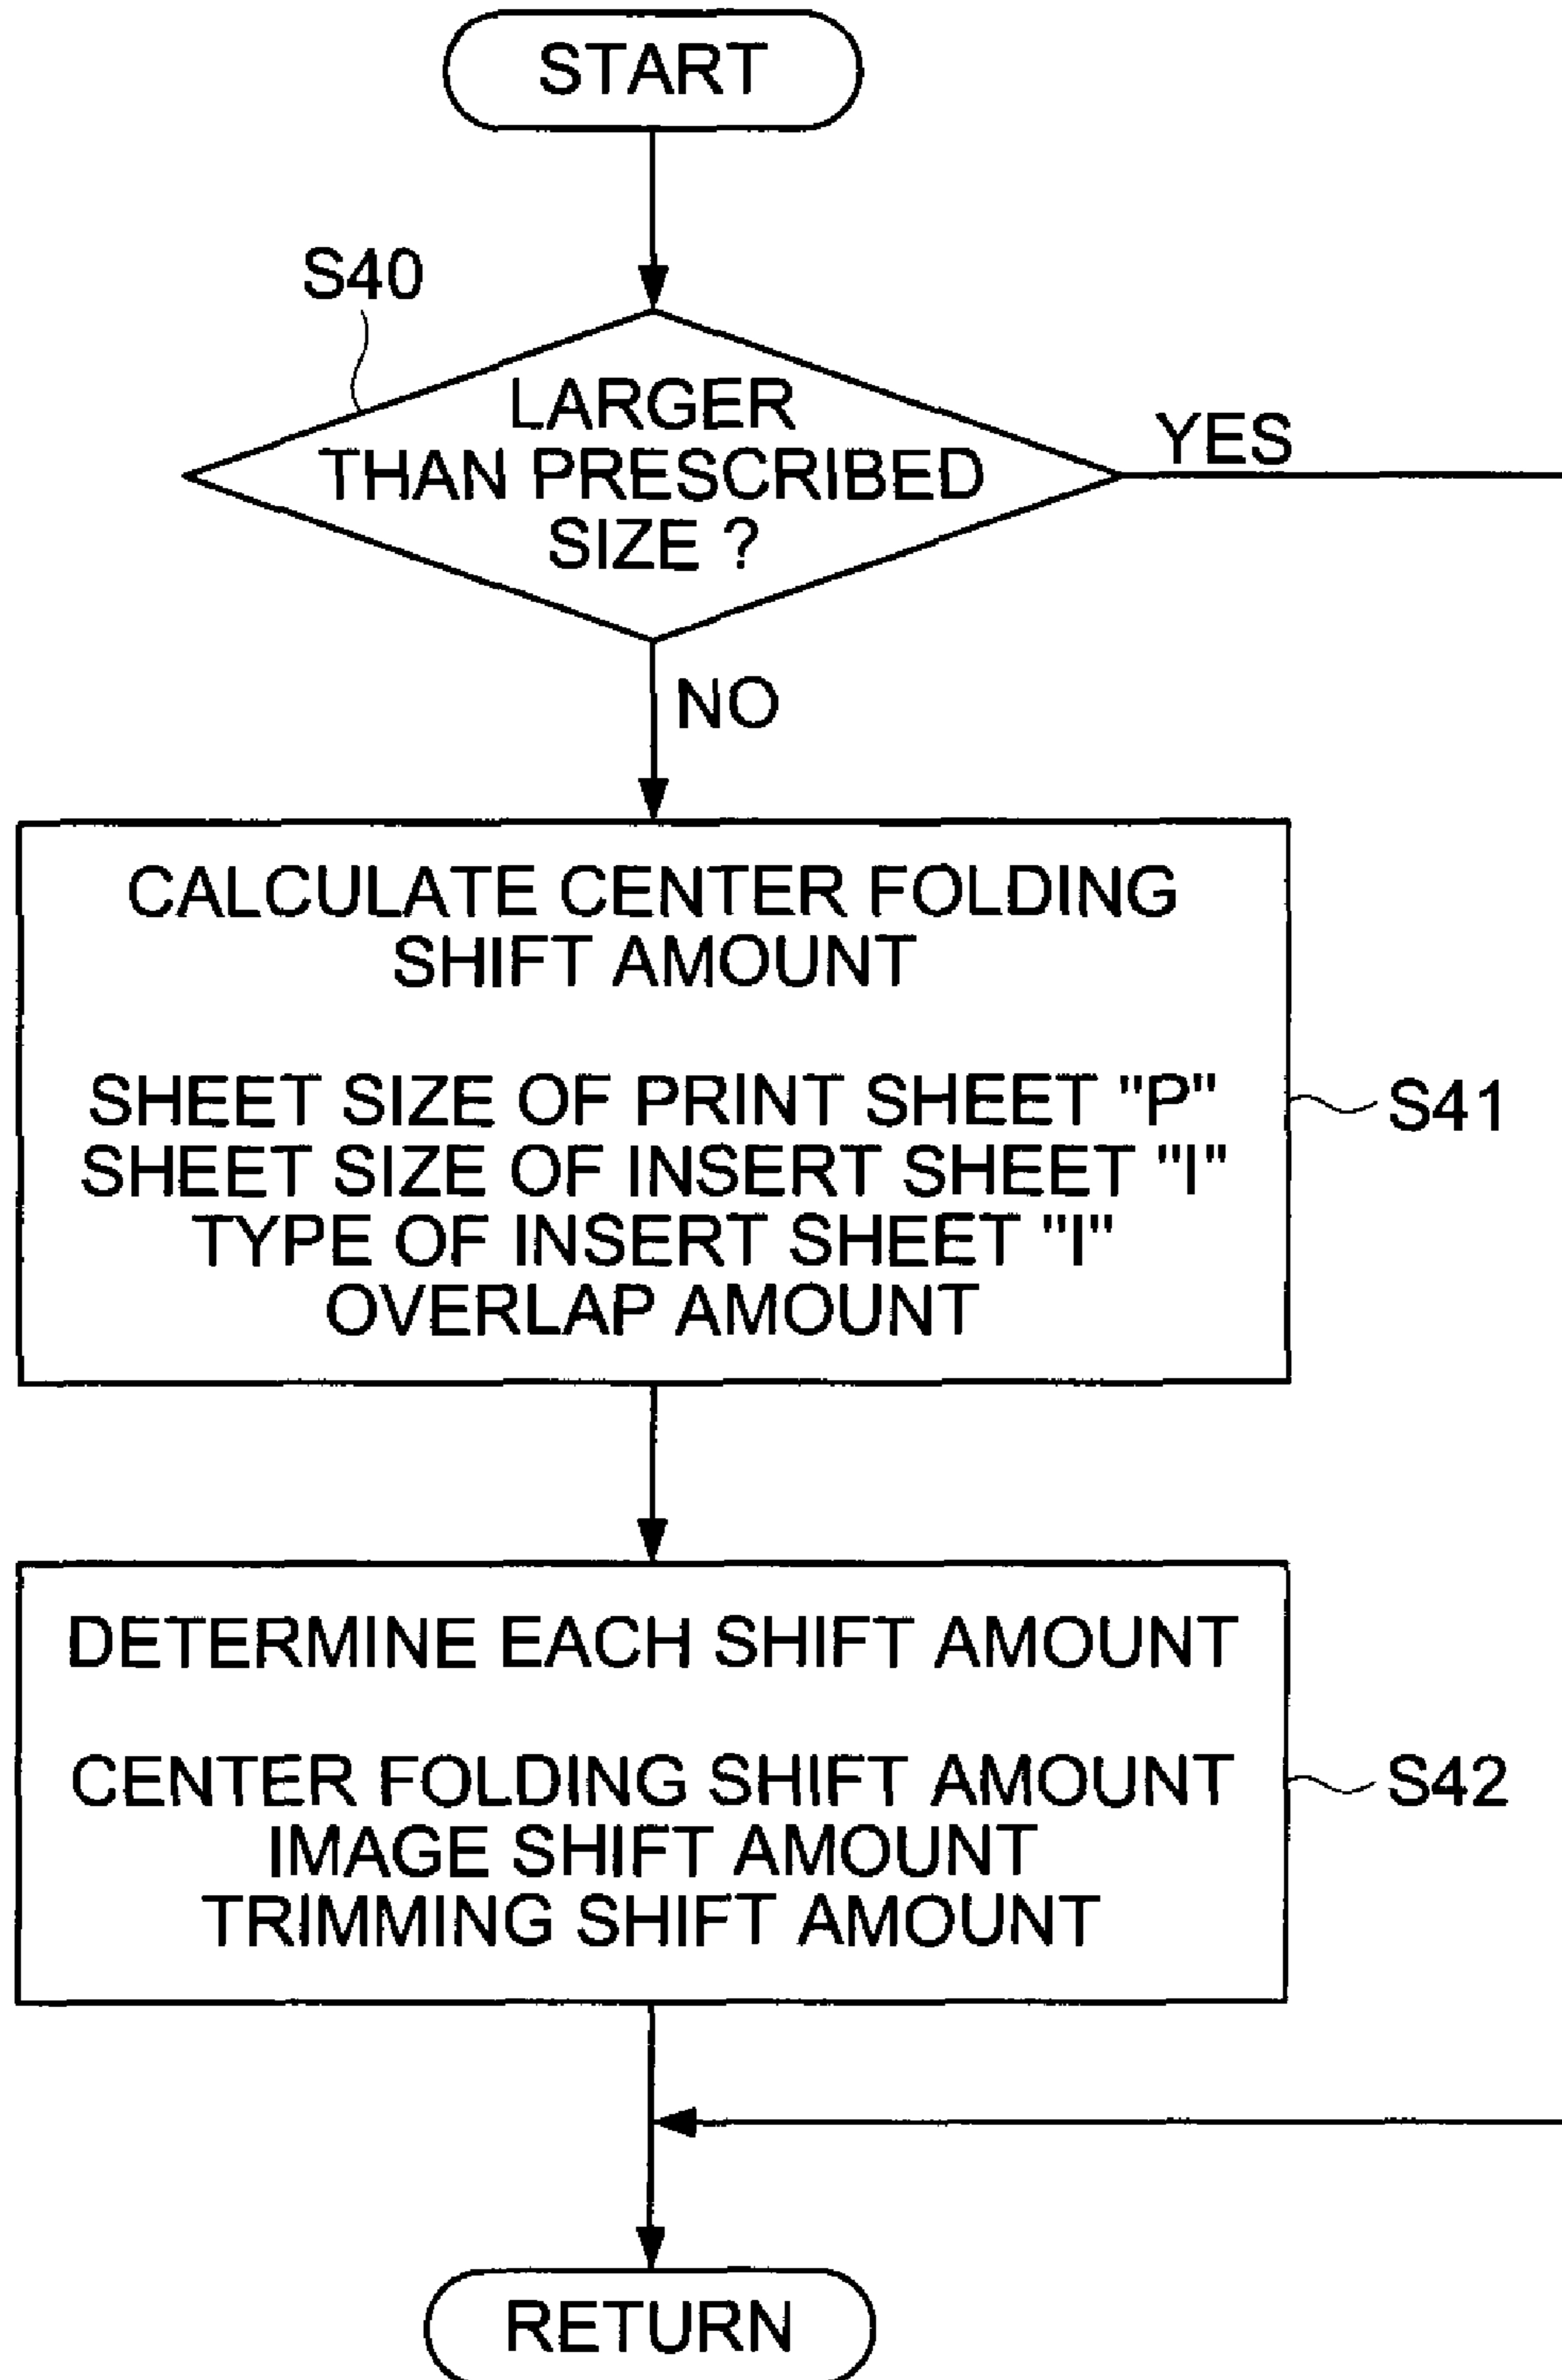 START
S40
LARGER
THAN PRESCRIBED
SIZE ?
YES
NO
CALCULATE CENTER FOLDING
SHIFT AMOUNT
SHEET SIZE OF PRINT SHEET "P"
SHEET SIZE OF INSERT SHEET "I"
TYPE OF INSERT SHEET "I"
OVERLAP AMOUNT
S41
DETERMINE EACH SHIFT AMOUNT
CENTER FOLDING SHIFT AMOUNT
IMAGE SHIFT AMOUNT
TRIMMING SHIFT AMOUNT
S42
RETURN